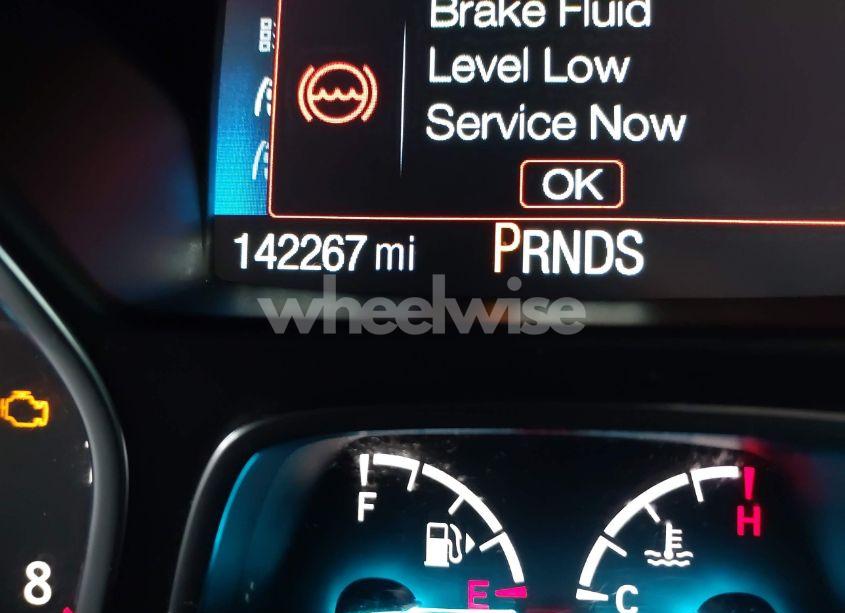 Brake Fluid
Level Low
Service Now
OK
142267 mi
PRNDS
wheelwise
F
H
E
C
8